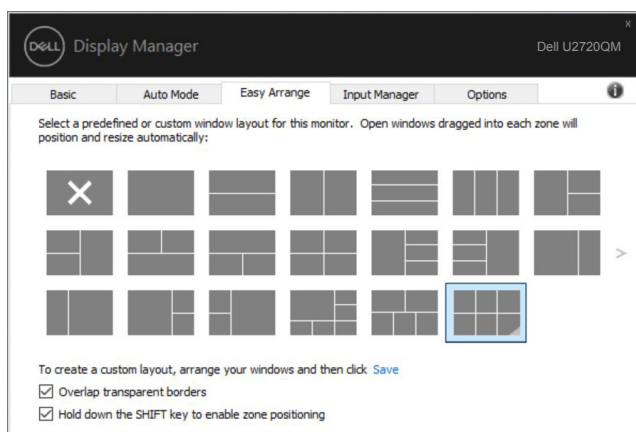 x
DELL Display Manager
Dell U2720QM
Basic Auto Mode Easy Arrange Input Manager Options
Select a predefined or custom window layout for this monitor. Open windows dragged into each zone will
position and resize automatically:
>
To create a custom layout, arrange your windows and then click Save
Overlap transparent borders
Hold down the SHIFT key to enable zone positioning